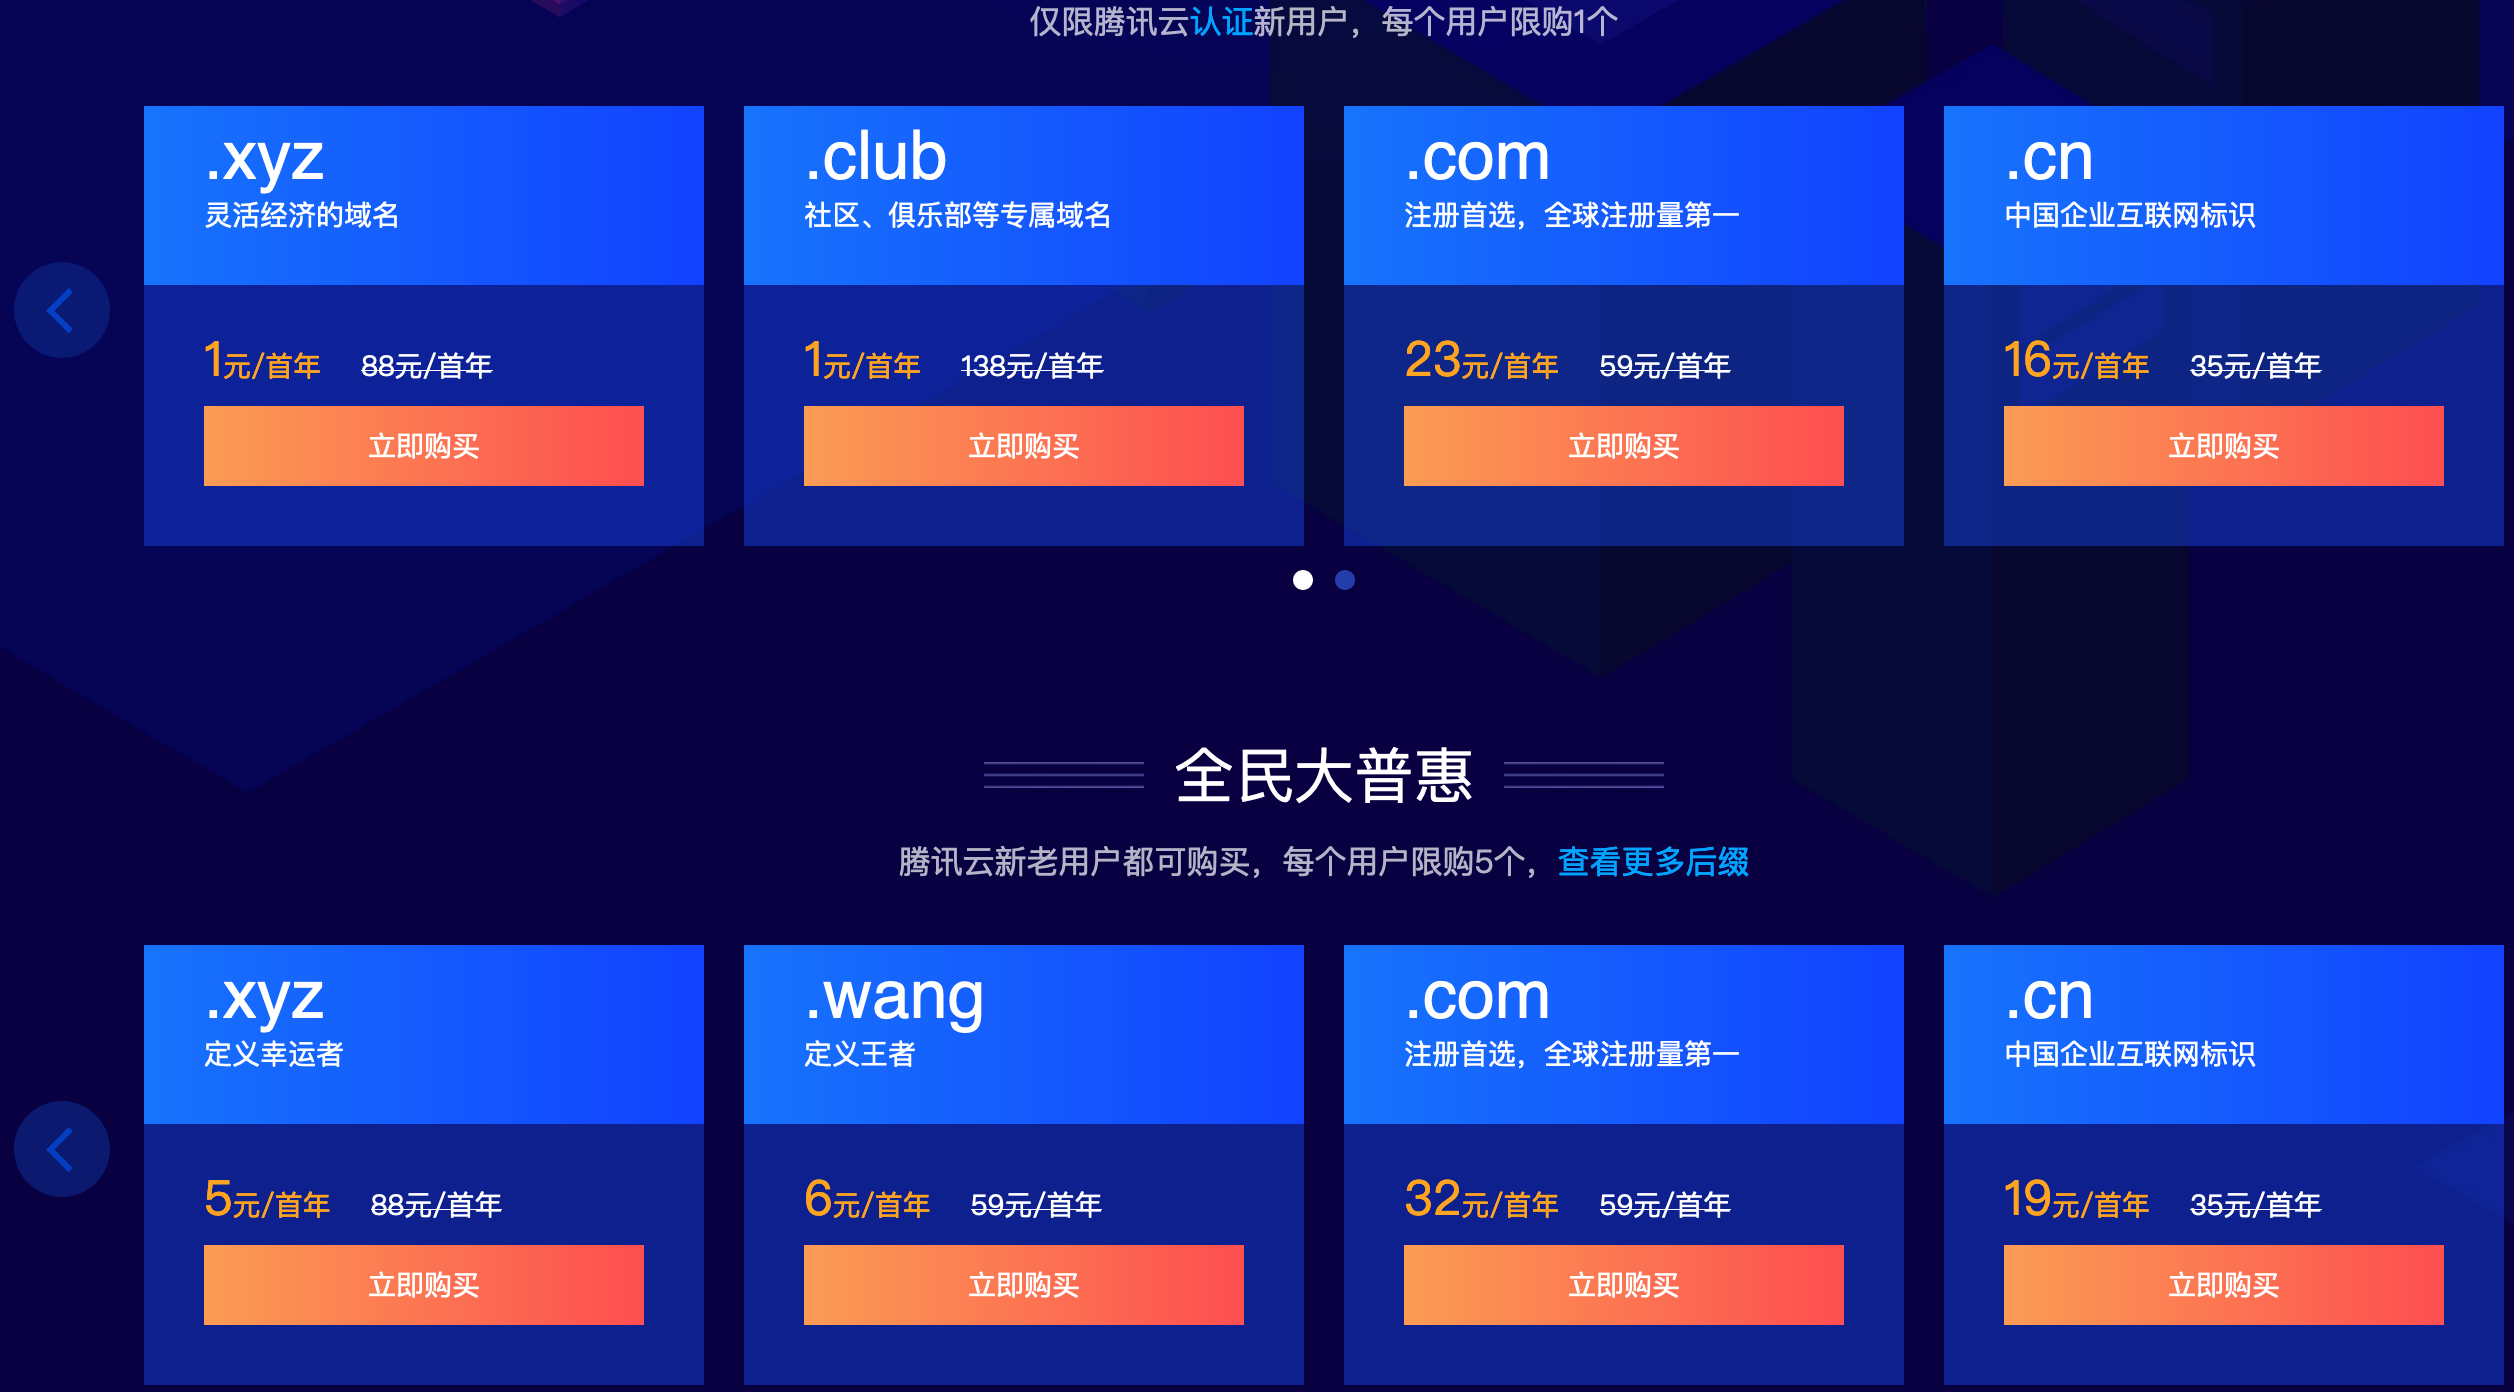 仅限腾讯云认证新用户，每个用户限购1个
.xyz
灵活经济的域名
1元/首年 88元/首年
立即购买
.club
社区、俱乐部等专属域名
1元/首年 138元/首年
立即购买
.com
注册首选，全球注册量第一
23元/首年 59元/首年
立即购买
.cn
中国企业互联网标识
16元/首年 35元/首年
立即购买
全民大普惠
腾讯云新老用户都可购买，每个用户限购5个，查看更多后缀
.xyz
定义幸运者
5元/首年 88元/首年
立即购买
.wang
定义王者
6元/首年 59元/首年
立即购买
.com
注册首选，全球注册量第一
32元/首年 59元/首年
立即购买
.cn
中国企业互联网标识
19元/首年 35元/首年
立即购买